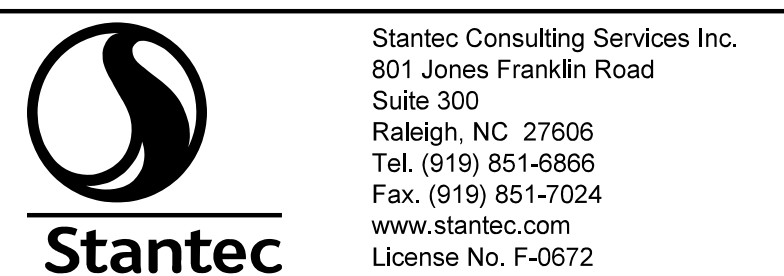 Stantec
Stantec Consulting Services Inc.
801 Jones Franklin Road
Suite 300
Raleigh, NC  27606
Tel. (919) 851-6866
Fax. (919) 851-7024
www.stantec.com
License No. F-0672